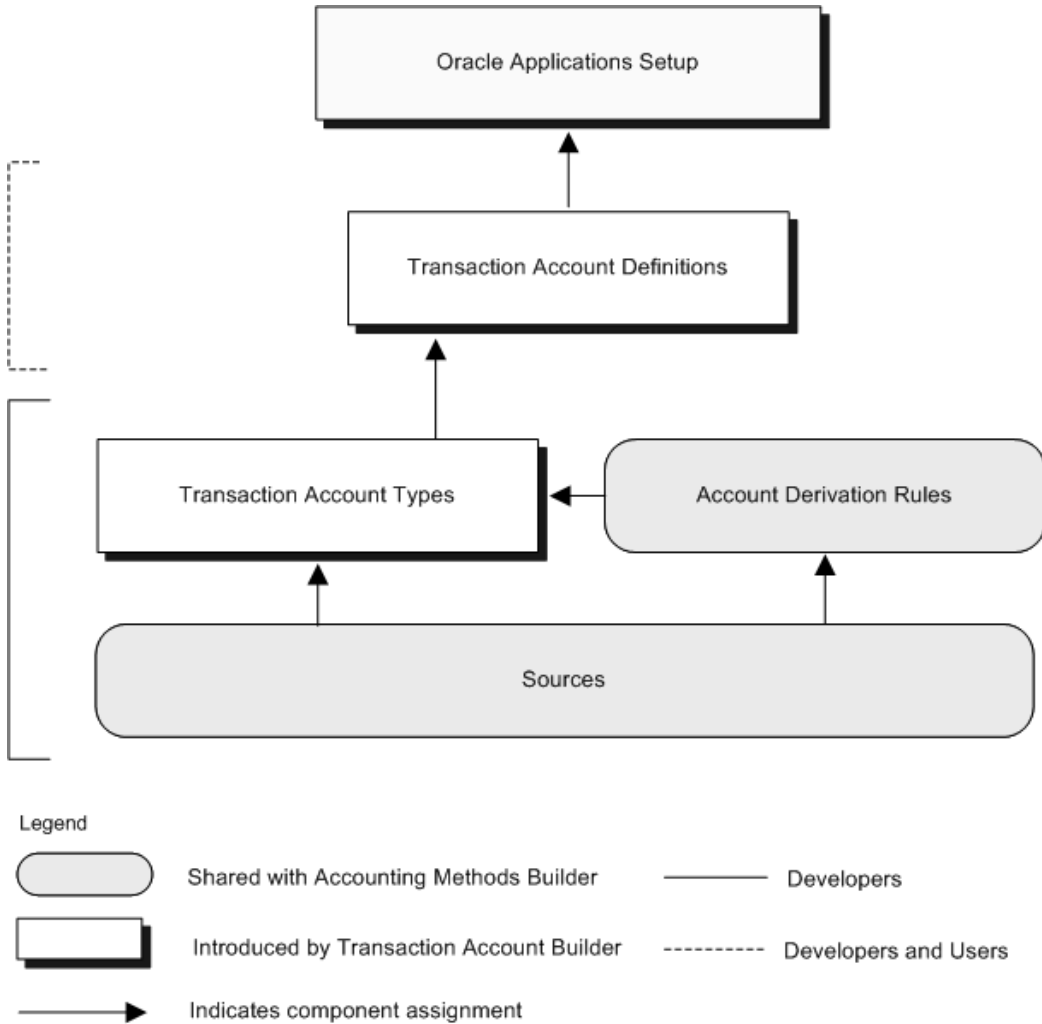 Oracle Applications Setup
Transaction Account Definitions
Transaction Account Types
Account Derivation Rules
Sources
Legend
Shared with Accounting Methods Builder
Developers
Introduced by Transaction Account Builder
Developers and Users
Indicates component assignment